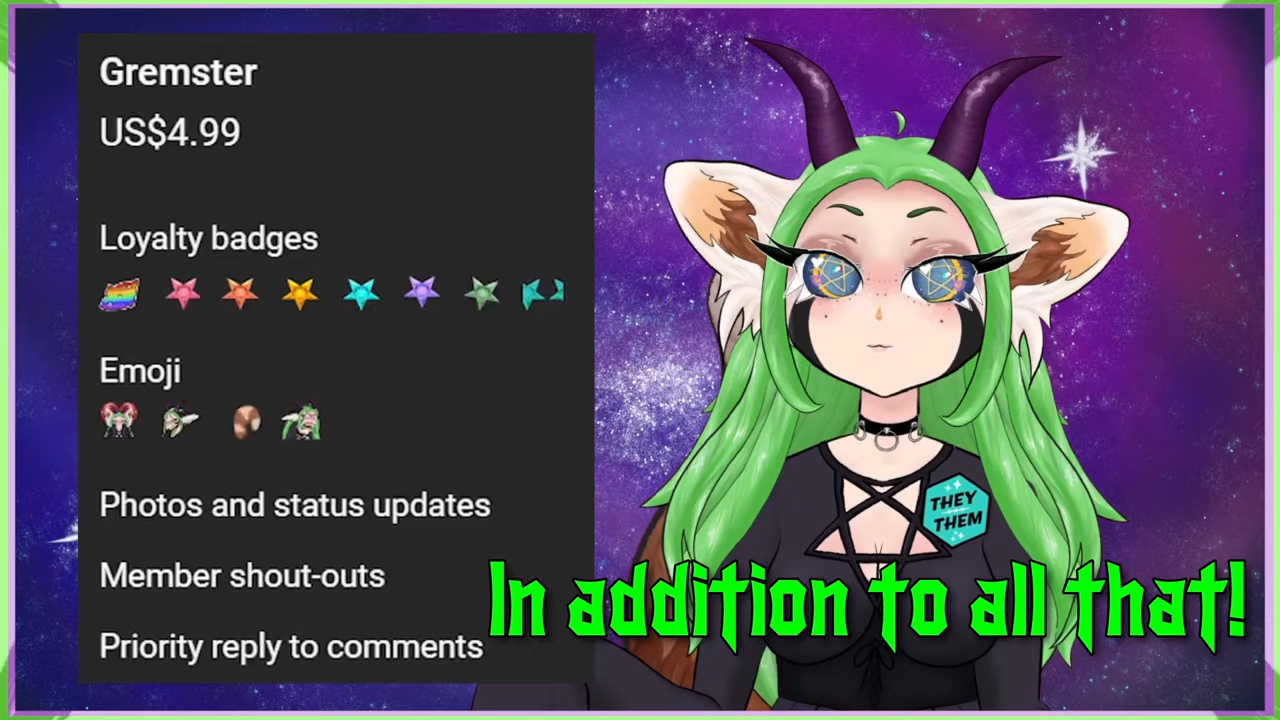 Gremster
US$4.99
Loyalty badges
Emoji
Photos and status updates
Member shout-outs
Priority reply to comments
THEY
THEM
In addition to all that!